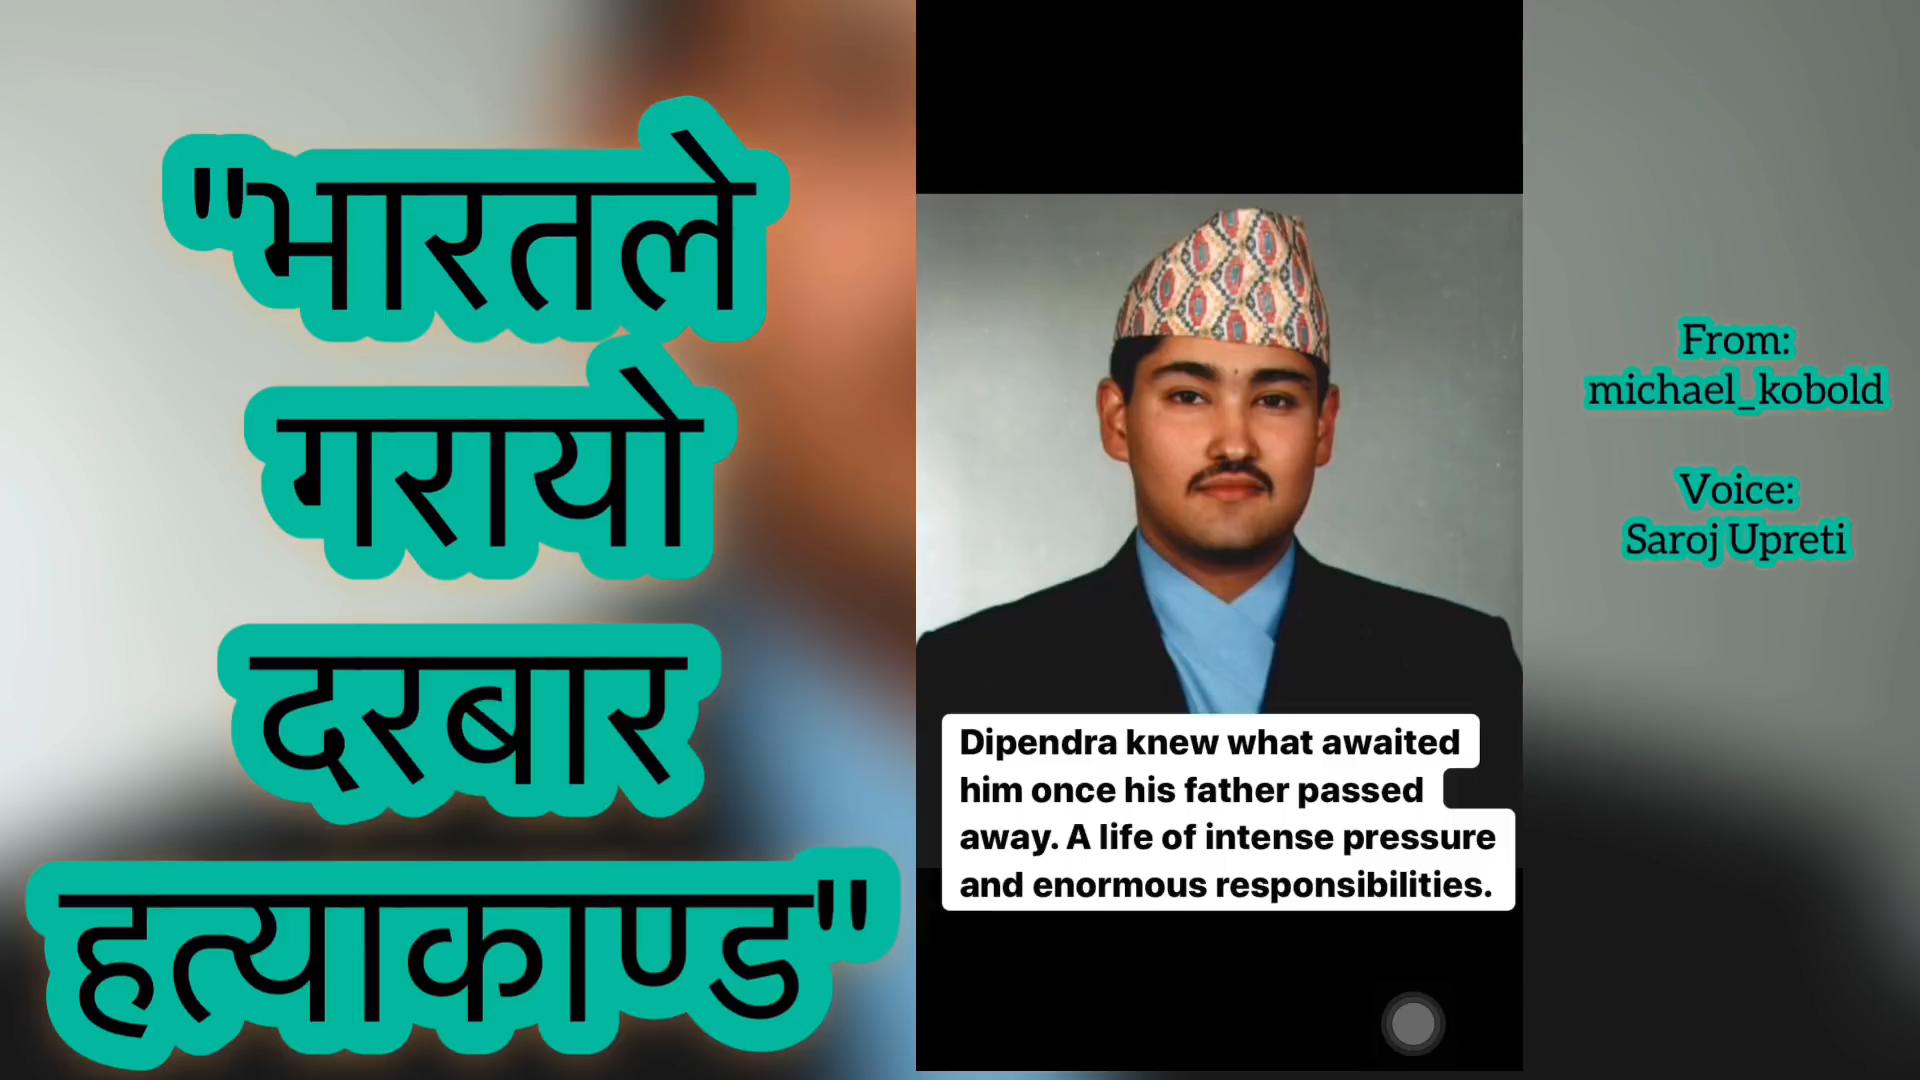 "भारतले
गरायो
दरबार
हत्याकाण्ड"
Dipendra knew what awaited
him once his father passed
away. A life of intense pressure
and enormous responsibilities.
From:
michael_kobold
Voice:
Saroj Upreti